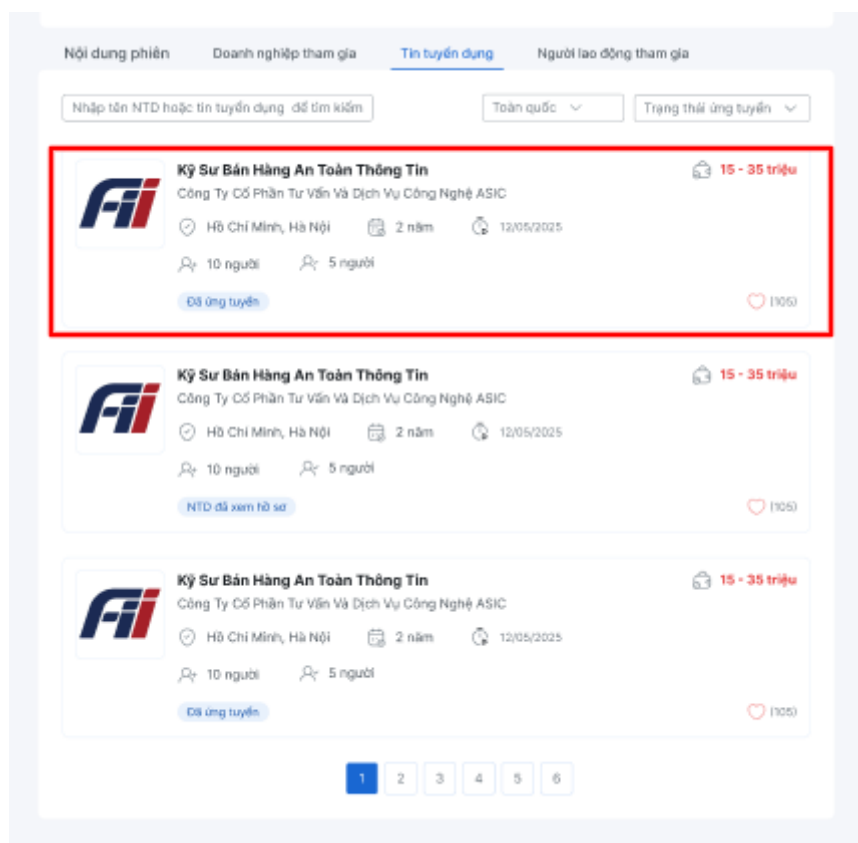 Nội dung phiên Doanh nghiệp tham gia Tin tuyển dụng Người lao động tham gia
Nhập tên NTD hoặc tin tuyển dụng để tìm kiếm Toàn quốc Trạng thái ứng tuyển
Kỹ Sư Bán Hàng An Toàn Thông Tin 15 - 35 triệu
Công Ty Cổ Phần Tư Vấn Và Dịch Vụ Công Nghệ ASIC
Hồ Chí Minh, Hà Nội 2 năm 12/05/2025
10 người 5 người
Đã ứng tuyển (105)
Kỹ Sư Bán Hàng An Toàn Thông Tin 15 - 35 triệu
Công Ty Cổ Phần Tư Vấn Và Dịch Vụ Công Nghệ ASIC
Hồ Chí Minh, Hà Nội 2 năm 12/05/2025
10 người 5 người
NTD đã xem hồ sơ (105)
Kỹ Sư Bán Hàng An Toàn Thông Tin 15 - 35 triệu
Công Ty Cổ Phần Tư Vấn Và Dịch Vụ Công Nghệ ASIC
Hồ Chí Minh, Hà Nội 2 năm 12/05/2025
10 người 5 người
Đã ứng tuyển (105)
1 2 3 4 5 6